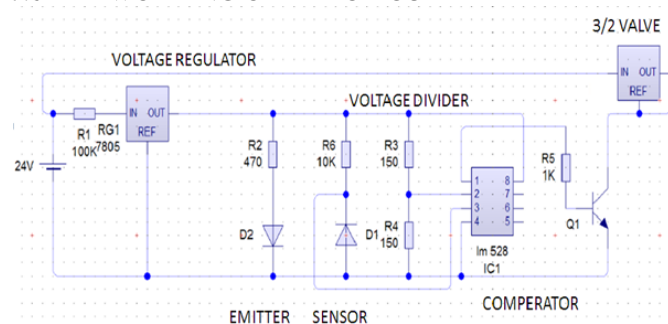 3/2 VALVE
VOLTAGE REGULATOR
IN OUT
REF
VOLTAGE DIVIDER
R1
100K
RG1
7805
IN OUT
REF
24V
R2
470
R6
10K
R3
150
R5
1K
1 8
2 7
3 6
4 5
D2
D1
R4
150
Q1
lm 528
IC1
COMPERATOR
EMITTER SENSOR